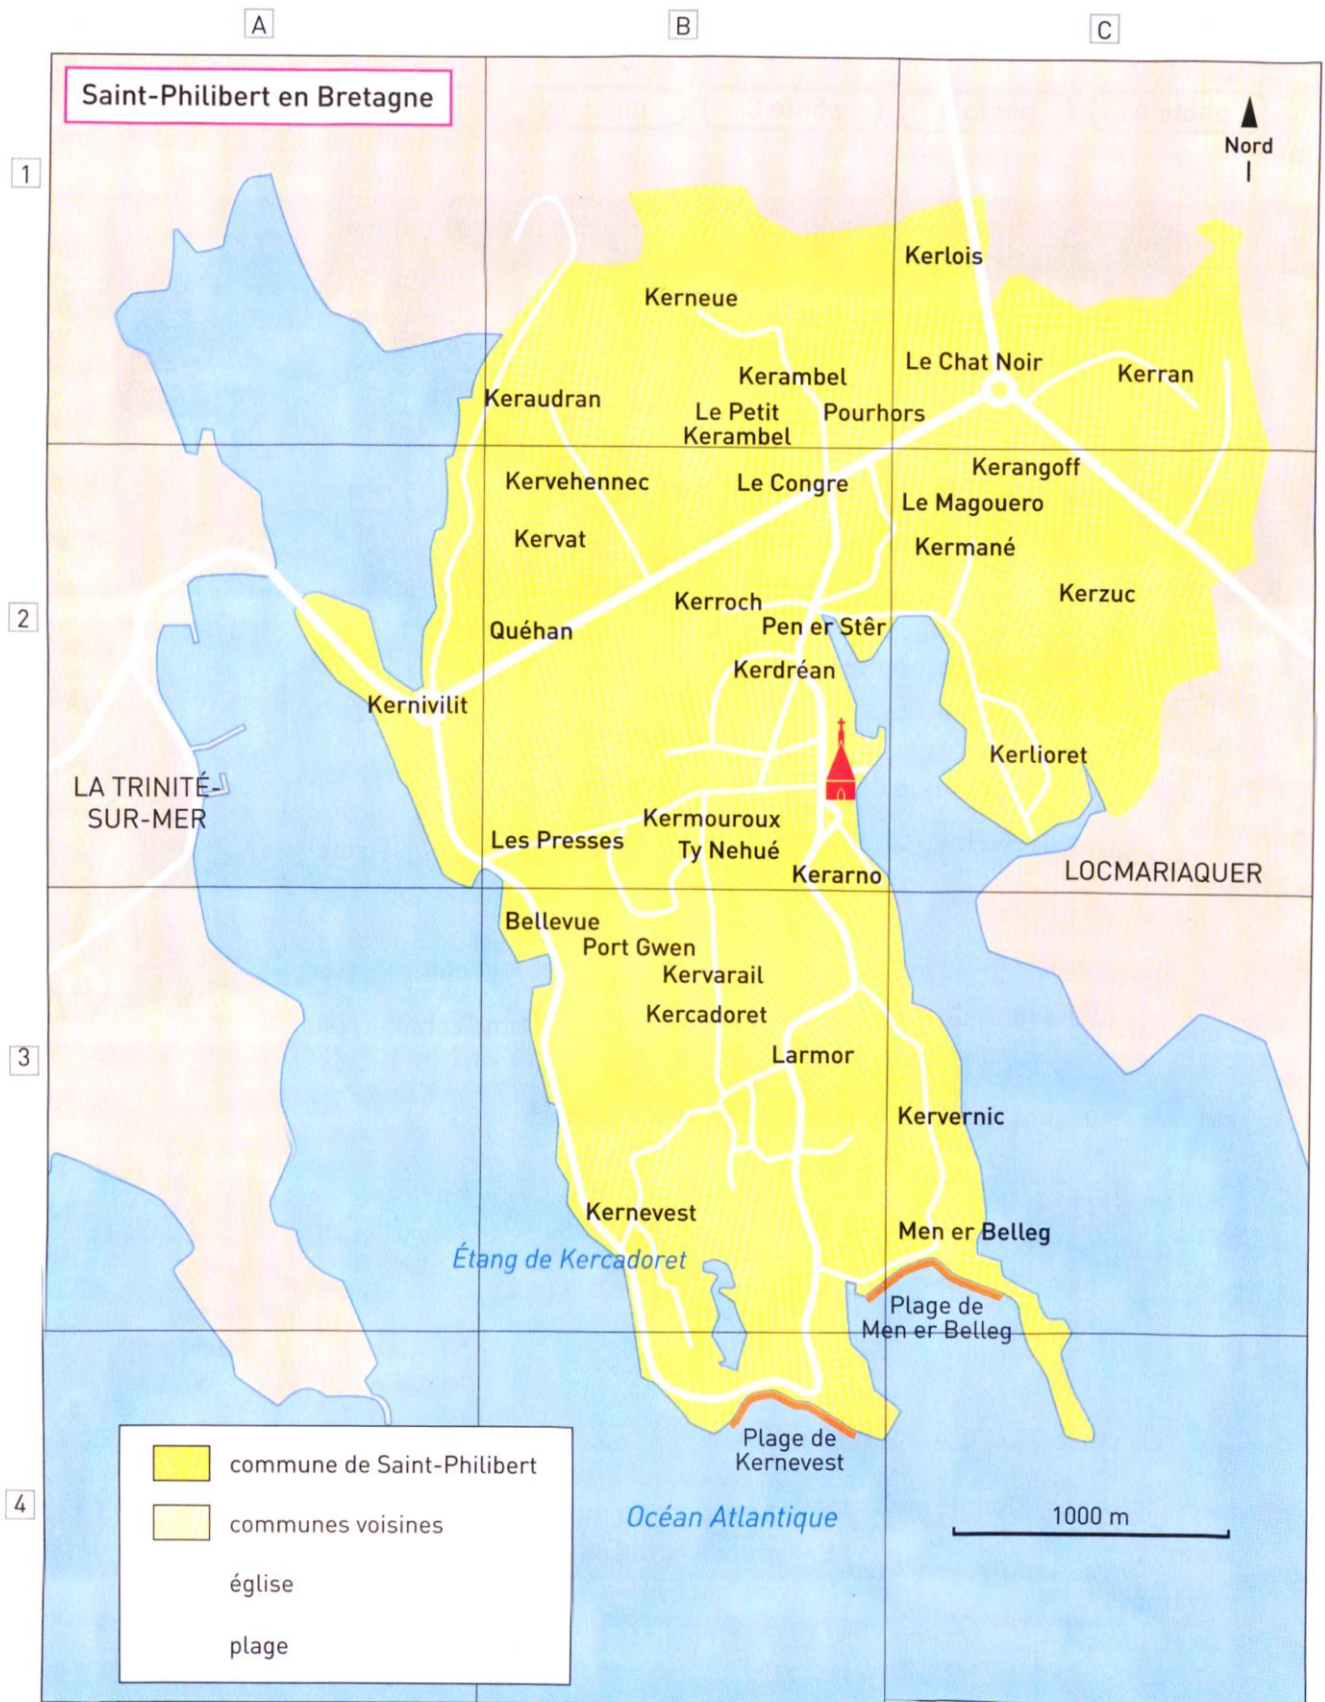 A
B
C
Saint-Philibert en Bretagne
Nord
1
Kerlois
Kerneue
Le Chat Noir
Kerran
Kerambel
Keraudran
Le Petit
Kerambel
Pourhors
Kerangoff
Kervehennec
Le Congre
Le Magouero
Kervat
Kermané
2
Kerroch
Kerzuc
Quéhan
Pen er Stêr
Kerdréan
Kernivilit
Kerlioret
LA TRINITÉ-
SUR-MER
Kermouroux
Les Presses
Ty Nehué
Kerarno
LOCMARIAQUER
Bellevue
Port Gwen
Kervarail
Kercadoret
3
Larmor
Kervernic
Kernevest
Men er Belleg
Étang de Kercadoret
Plage de
Men er Belleg
Plage de
Kernevest
4
Océan Atlantique
1000 m
commune de Saint-Philibert
communes voisines
église
plage